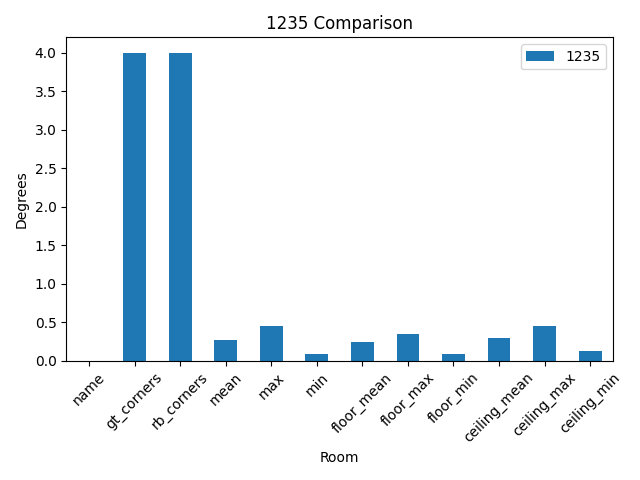 1235 Comparison
1235
Degrees
4.0
3.5
3.0
2.5
2.0
1.5
1.0
0.5
0.0
name
gt_corners
rb_corners
mean
max
min
floor_mean
floor_max
floor_min
ceiling_mean
ceiling_max
ceiling_min
Room